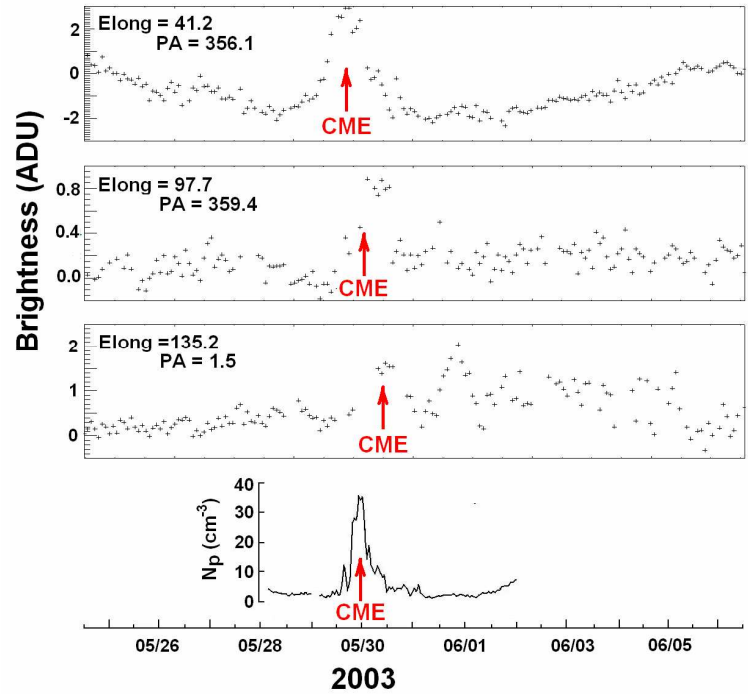 Brightness (ADU)
Elong = 41.2
PA = 356.1
2
0
-2
CME
Elong = 97.7
PA = 359.4
0.8
0.4
0.0
CME
Elong =135.2
PA = 1.5
2
1
0
CME
Np (cm-3)
40
30
20
10
0
CME
05/26 05/28 05/30 06/01 06/03 06/05
2003